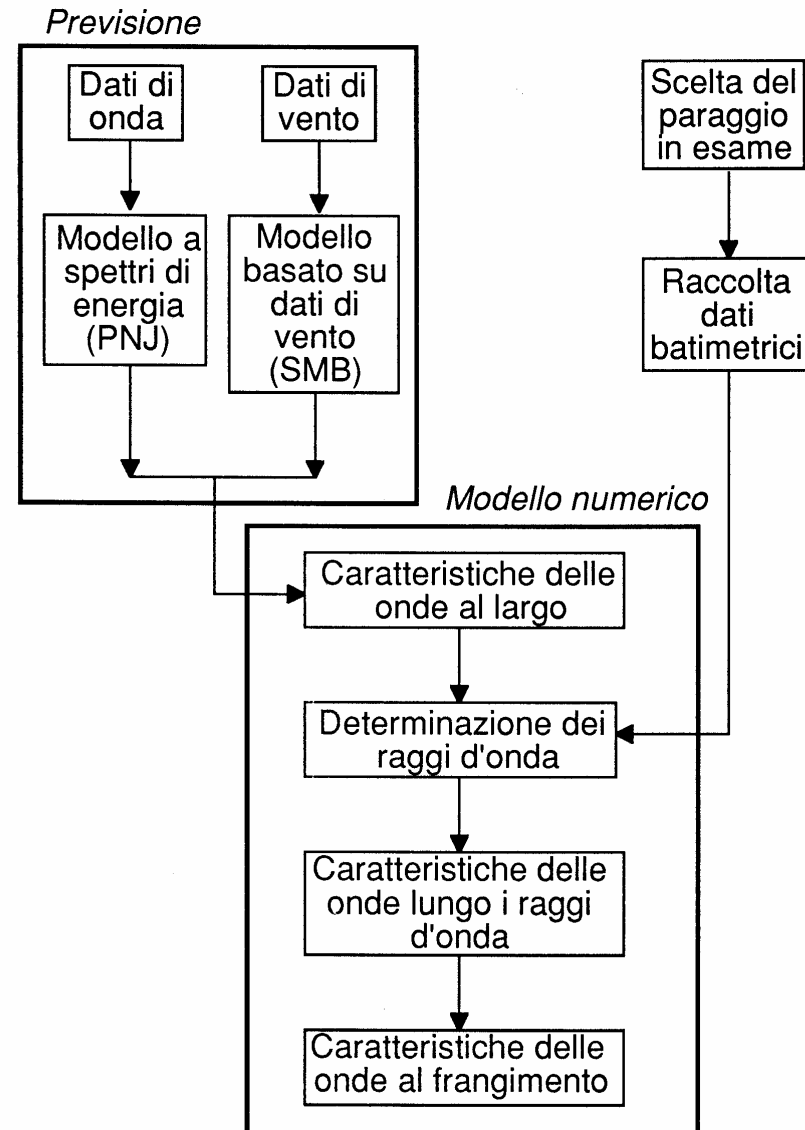 Previsione
Dati di
onda
Dati di
vento
Scelta del
paraggio
in esame
Modello a
spettri di
energia
(PNJ)
Modello
basato su
dati di
vento
(SMB)
Raccolta
dati
batimetrici
Modello numerico
Caratteristiche delle
onde al largo
Determinazione dei
raggi d'onda
Caratteristiche delle
onde lungo i raggi
d'onda
Caratteristiche delle
onde al frangimento